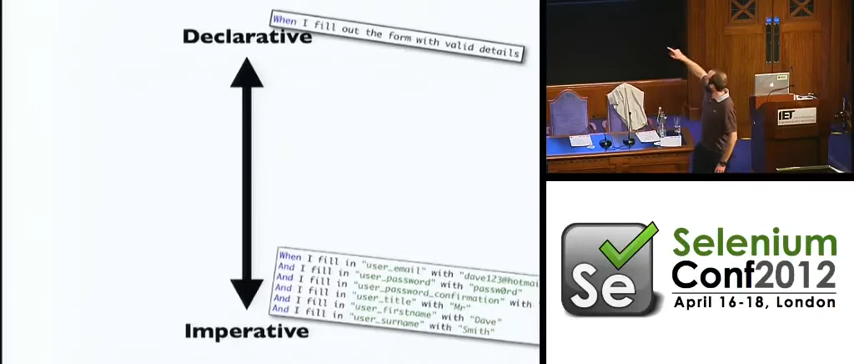 When I fill out the form with valid details
Declarative
When I fill in "user_email" with "dave123@hotmai
And I fill in "user_password" with "passw0rd"
And I fill in "user_password_confirmation" with "
And I fill in "user_title" with "Mr"
And I fill in "user_firstname" with "Dave"
And I fill in "user_surname" with "Smith"
Imperative
IET
Se
Selenium
Conf2012
April 16-18, London